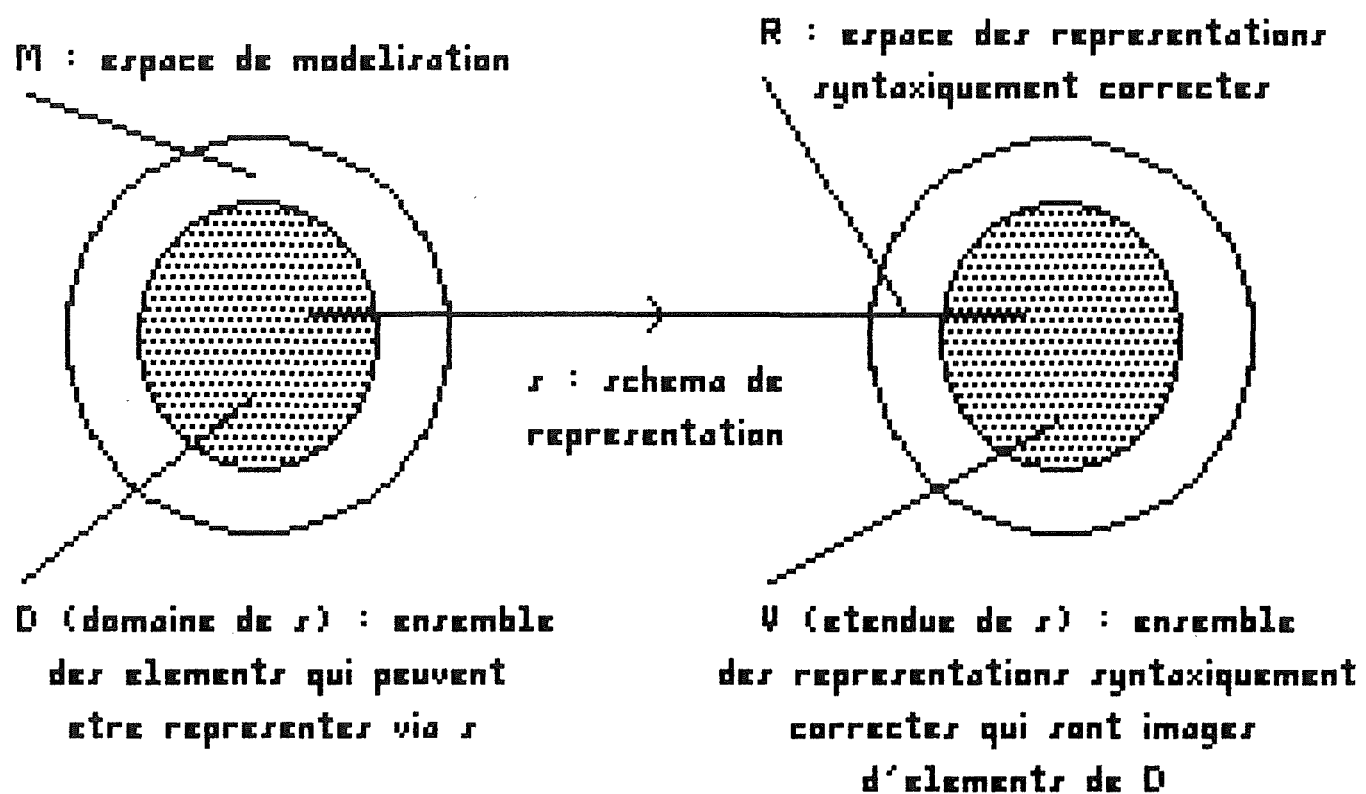 M : espace de modelisation
R : espace des representations
syntaxiquement correctes
s : schema de
representation
D (domaine de s) : ensemble
des elements qui peuvent
etre representes via s
V (etendue de s) : ensemble
des representations syntaxiquement
correctes qui sont images
d'elements de D